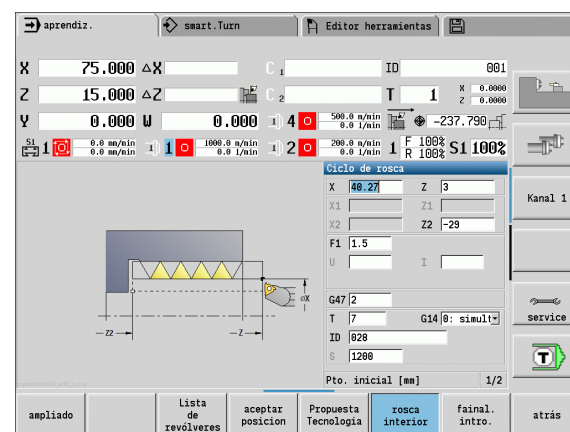 aprendiz.
smart.Turn
Editor herramientas
X 75.000 ΔX C 1 ID 001
Z 15.000 ΔZ C 2 T 1 X 0.0000 Z 0.0000
Y 0.000 U 0.000 4 500.0 m/min 0.0 1/min -237.790
S1 1 0.0 mm/min 0.0 mm/min 1 1000.0 m/min 0.0 1/min 2 200.0 m/min 0.0 1/min 1 F 100% R 100% S1 100%
Ciclo de rosca
X 40.27 Z 3
X1 Z1
X2 Z2 -29
F1 1.5
U I
G47 2
T 7 G14 0: simult
ID 028
S 1200
Pto. inicial [mm] 1/2
Z2 Z øX
Kanal 1
service
T
ampliado
Lista de revólveres
aceptar posicion
Propuesta Tecnología
rosca interior
fainal. intro.
atrás